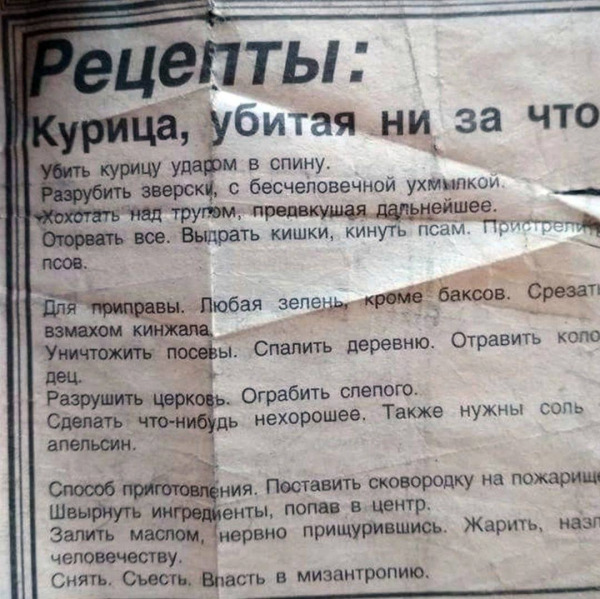 Рецепты:
Курица, убитая ни за что
Убить курицу ударом в спину.
Разрубить зверски, с бесчеловечной ухмылкой.
Хохотать над трупом, предвкушая дальнейшее.
Оторвать все. Выдрать кишки, кинуть псам. Пристрелить
псов.
Для приправы. Любая зелень, кроме баксов. Срезать
взмахом кинжала.
Уничтожить посевы. Спалить деревню. Отравить коло
дец.
Разрушить церковь. Ограбить слепого.
Сделать что-нибудь нехорошее. Также нужны соль
апельсин.
Способ приготовления. Поставить сковородку на пожарище
Швырнуть ингредиенты, попав в центр.
Залить маслом, нервно прищурившись. Жарить, назл
человечеству.
Снять. Съесть. Впасть в мизантропию.